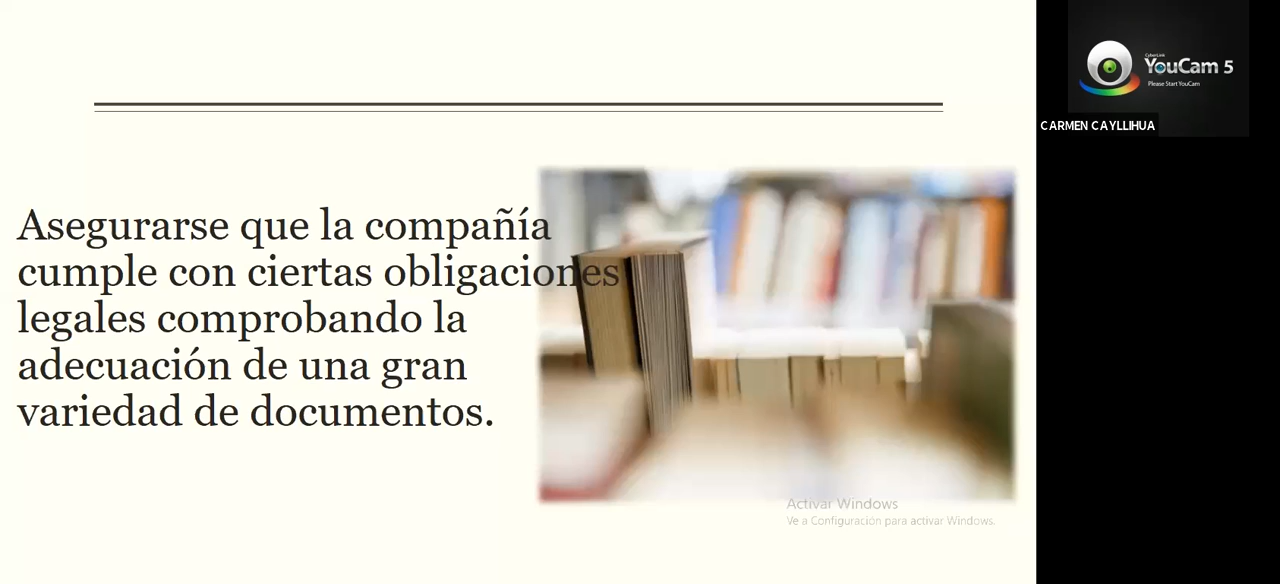 Asegurarse que la compañía
cumple con ciertas obligaciones
legales comprobando la
adecuación de una gran
variedad de documentos.
Activar Windows
Ve a Configuración para activar Windows.
CyberLink
YouCam 5
Please Start YouCam
CARMEN CAYLLIHUA